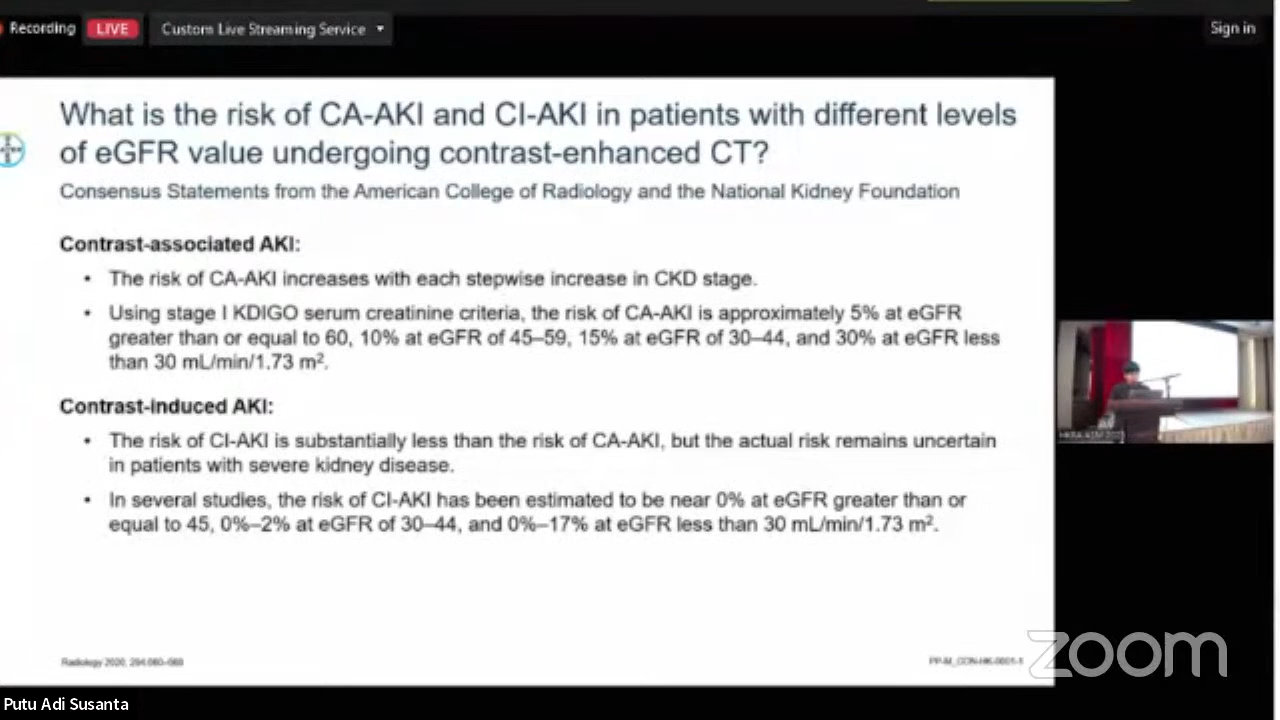 Recording
LIVE
Custom Live Streaming Service
Sign in
What is the risk of CA-AKI and CI-AKI in patients with different levels
of eGFR value undergoing contrast-enhanced CT?
Consensus Statements from the American College of Radiology and the National Kidney Foundation
Contrast-associated AKI:
• The risk of CA-AKI increases with each stepwise increase in CKD stage.
• Using stage I KDIGO serum creatinine criteria, the risk of CA-AKI is approximately 5% at eGFR
greater than or equal to 60, 10% at eGFR of 45–59, 15% at eGFR of 30–44, and 30% at eGFR less
than 30 mL/min/1.73 m².
Contrast-induced AKI:
• The risk of CI-AKI is substantially less than the risk of CA-AKI, but the actual risk remains uncertain
in patients with severe kidney disease.
• In several studies, the risk of CI-AKI has been estimated to be near 0% at eGFR greater than or
equal to 45, 0%–2% at eGFR of 30–44, and 0%–17% at eGFR less than 30 mL/min/1.73 m².
Radiology 2020;
zoom
Putu Adi Susanta